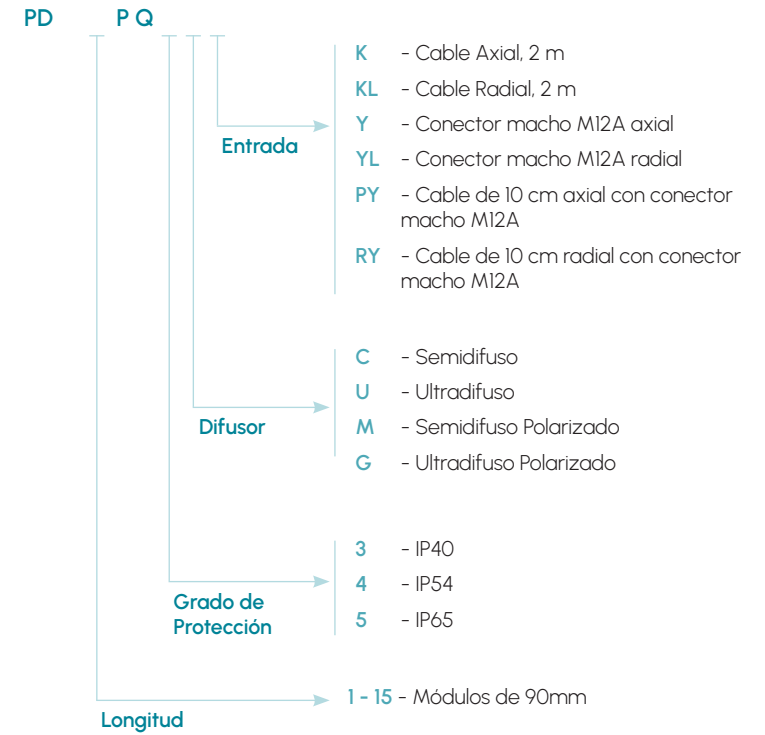 PD P Q
K - Cable Axial, 2 m
KL - Cable Radial, 2 m
Y - Conector macho M12A axial
Entrada
YL - Conector macho M12A radial
PY - Cable de 10 cm axial con conector
macho M12A
RY - Cable de 10 cm radial con conector
macho M12A
C - Semidifuso
U - Ultradifuso
Difusor
M - Semidifuso Polarizado
G - Ultradifuso Polarizado
3 - IP40
4 - IP54
Grado de
Protección
5 - IP65
1 - 15 - Módulos de 90mm
Longitud